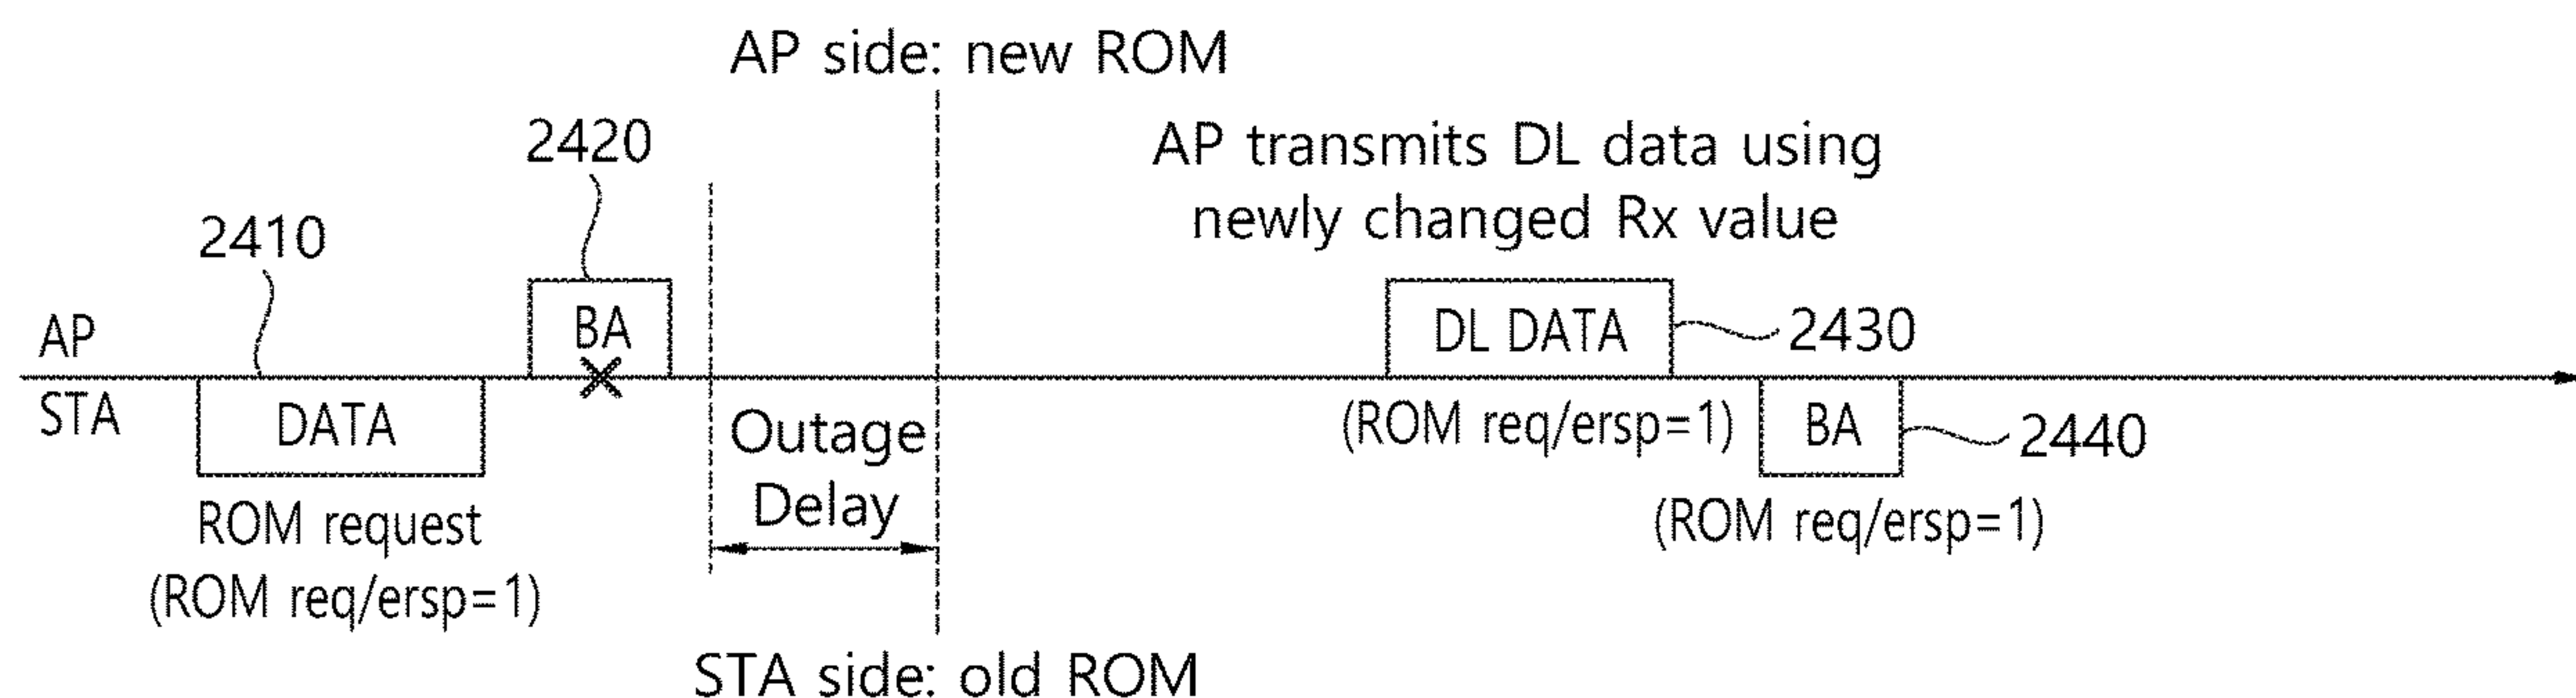 AP side: new ROM
2420
AP transmits DL data using
newly changed Rx value
2410
AP
BA
DL DATA
2430
STA
DATA
Outage
Delay
(ROM req/ersp=1)
BA
2440
ROM request
(ROM req/ersp=1)
(ROM req/ersp=1)
STA side: old ROM